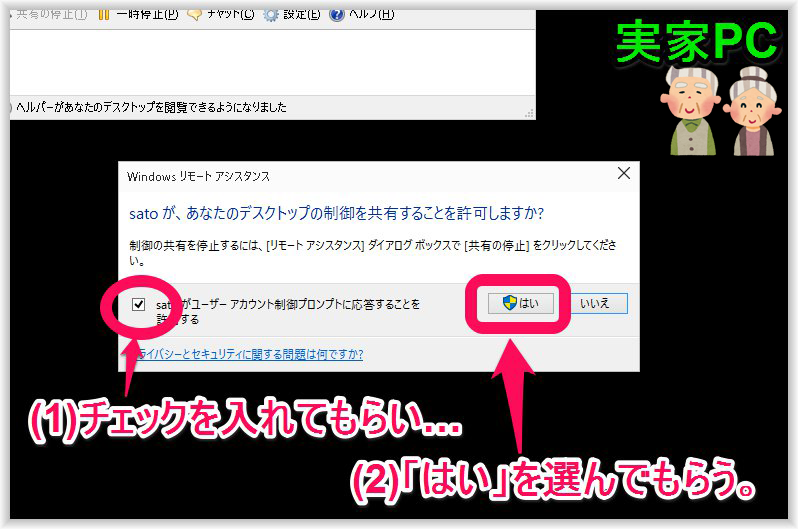 共有の停止(I) 一時停止(P) チャット(C) 設定(E) ヘルプ(H)
実家PC
ヘルパーがあなたのデスクトップを閲覧できるようになりました
Windows リモート アシスタンス
sato が、あなたのデスクトップの制御を共有することを許可しますか?
制御の共有を停止するには、[リモート アシスタンス] ダイアログ ボックスで [共有の停止] をクリックしてくださ
い。
sato がユーザー アカウント制御プロンプトに応答することを
許可する
はい
いいえ
プライバシーとセキュリティに関する問題は何ですか?
(1)チェックを入れてもらい...
(2)「はい」を選んでもらう。